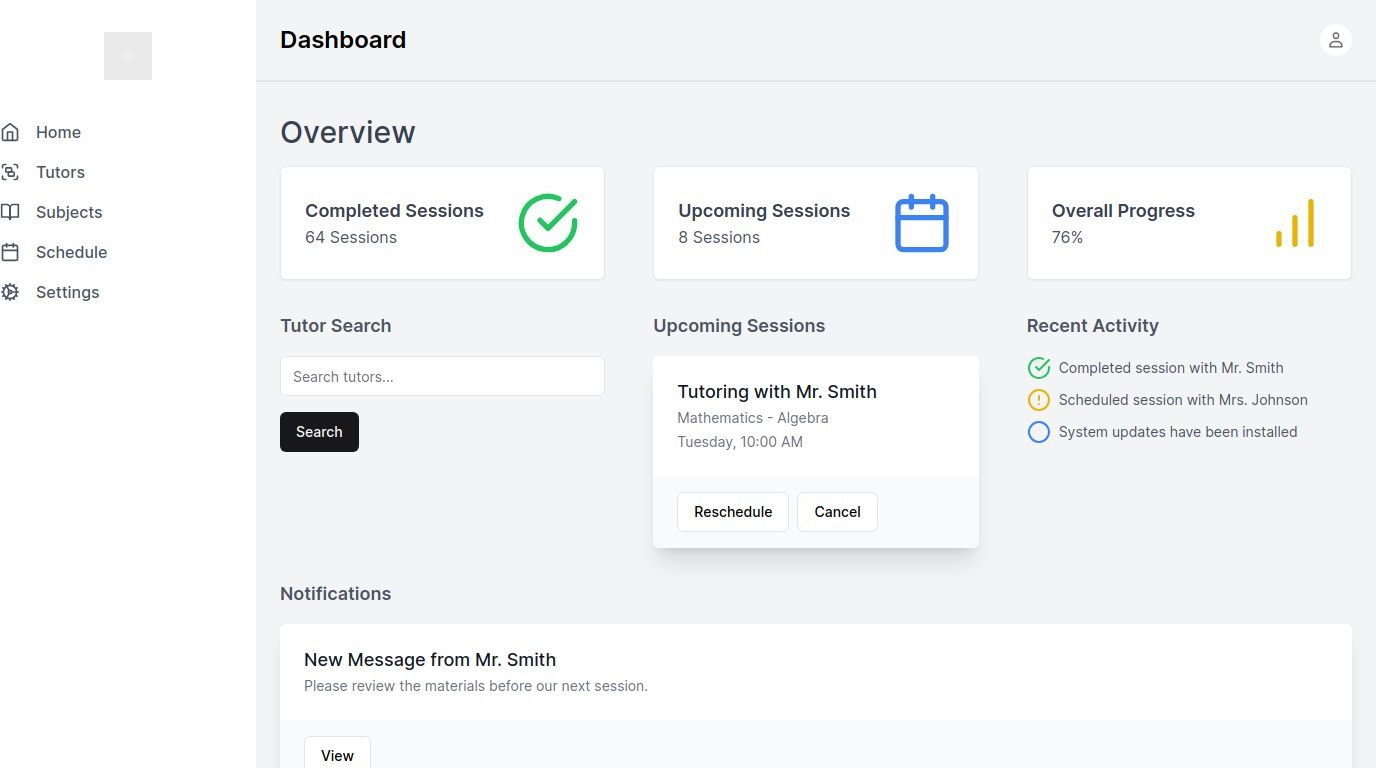 Dashboard
Home
Tutors
Subjects
Schedule
Settings
Overview
Completed Sessions
64 Sessions
Upcoming Sessions
8 Sessions
Overall Progress
76%
Tutor Search
Search tutors...
Search
Upcoming Sessions
Tutoring with Mr. Smith
Mathematics - Algebra
Tuesday, 10:00 AM
Reschedule
Cancel
Recent Activity
Completed session with Mr. Smith
Scheduled session with Mrs. Johnson
System updates have been installed
Notifications
New Message from Mr. Smith
Please review the materials before our next session.
View